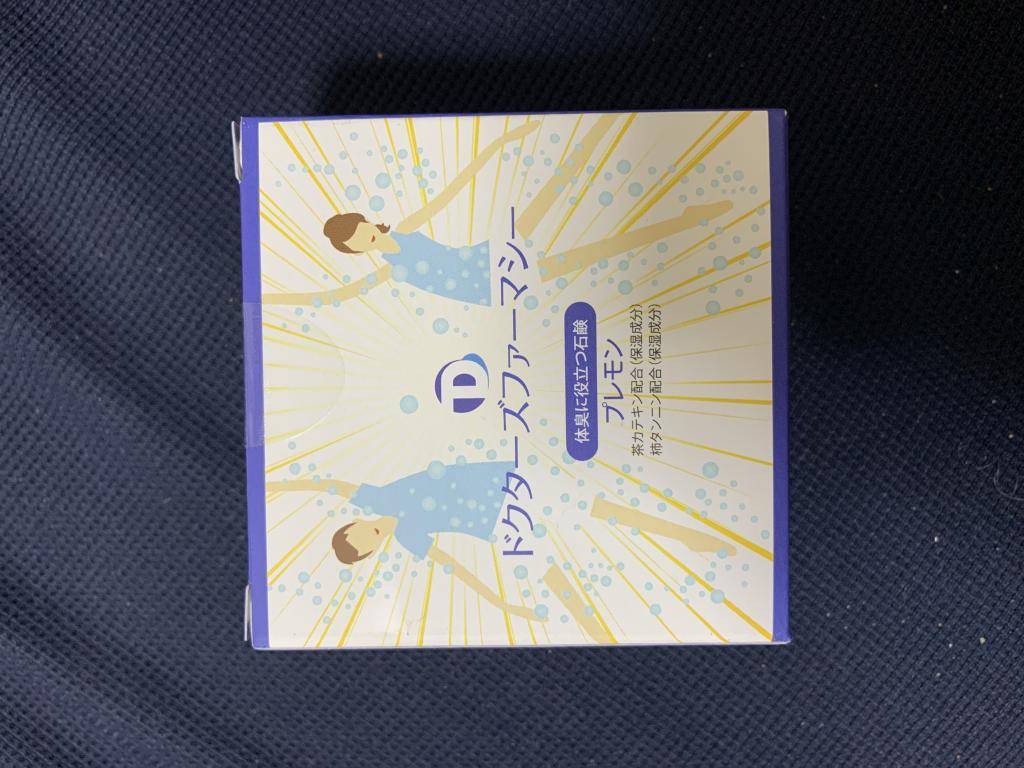 D
ドクターズファーマシー
体臭に役立つ石鹸
プレモン
茶カテキン配合(保湿成分)
柿タンニン配合(保湿成分)